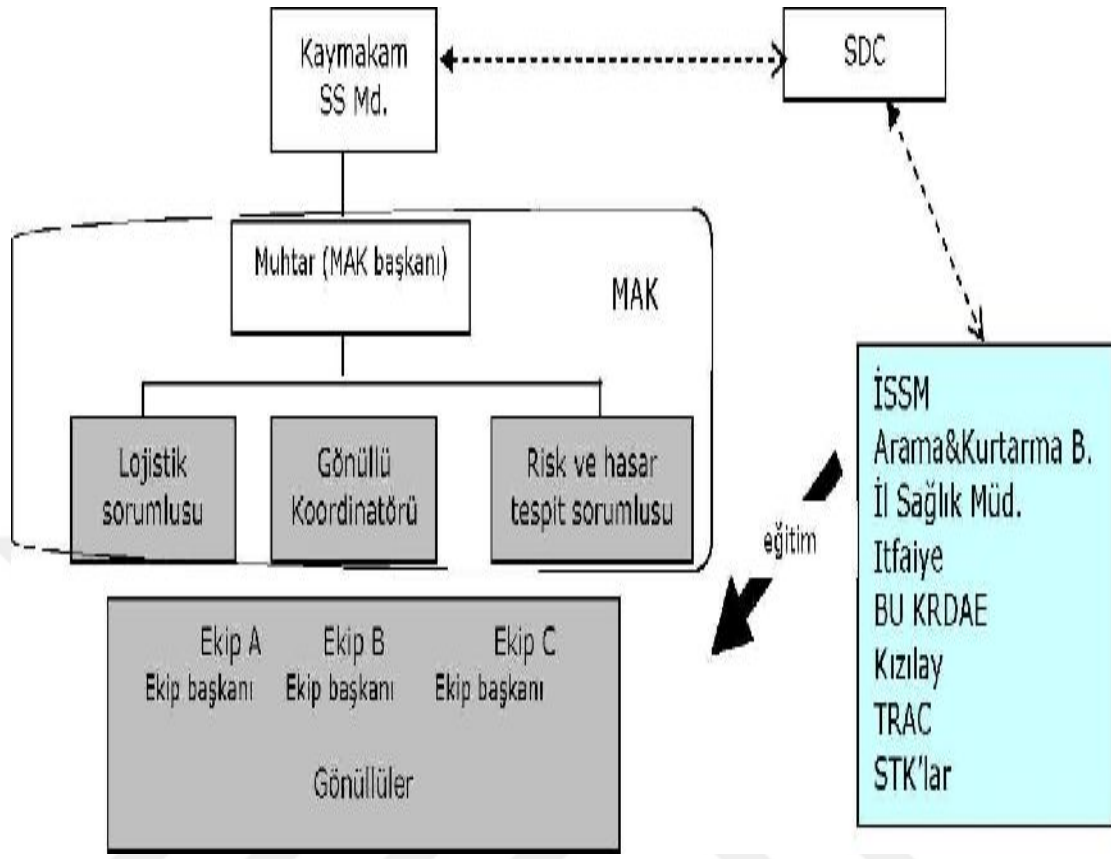 Kaymakam
SS Md.
SDC
Muhtar (MAK başkanı)
MAK
Lojistik
sorumlusu
Gönüllü
Koordinatörü
Risk ve hasar
tespit sorumlusu
eğitim
İSSM
Arama&Kurtarma B.
İl Sağlık Müd.
Itfaiye
BU KRDAE
Kızılay
TRAC
STK'lar
Ekip A Ekip B Ekip C
Ekip başkanı Ekip başkanı Ekip başkanı
Gönüllüler